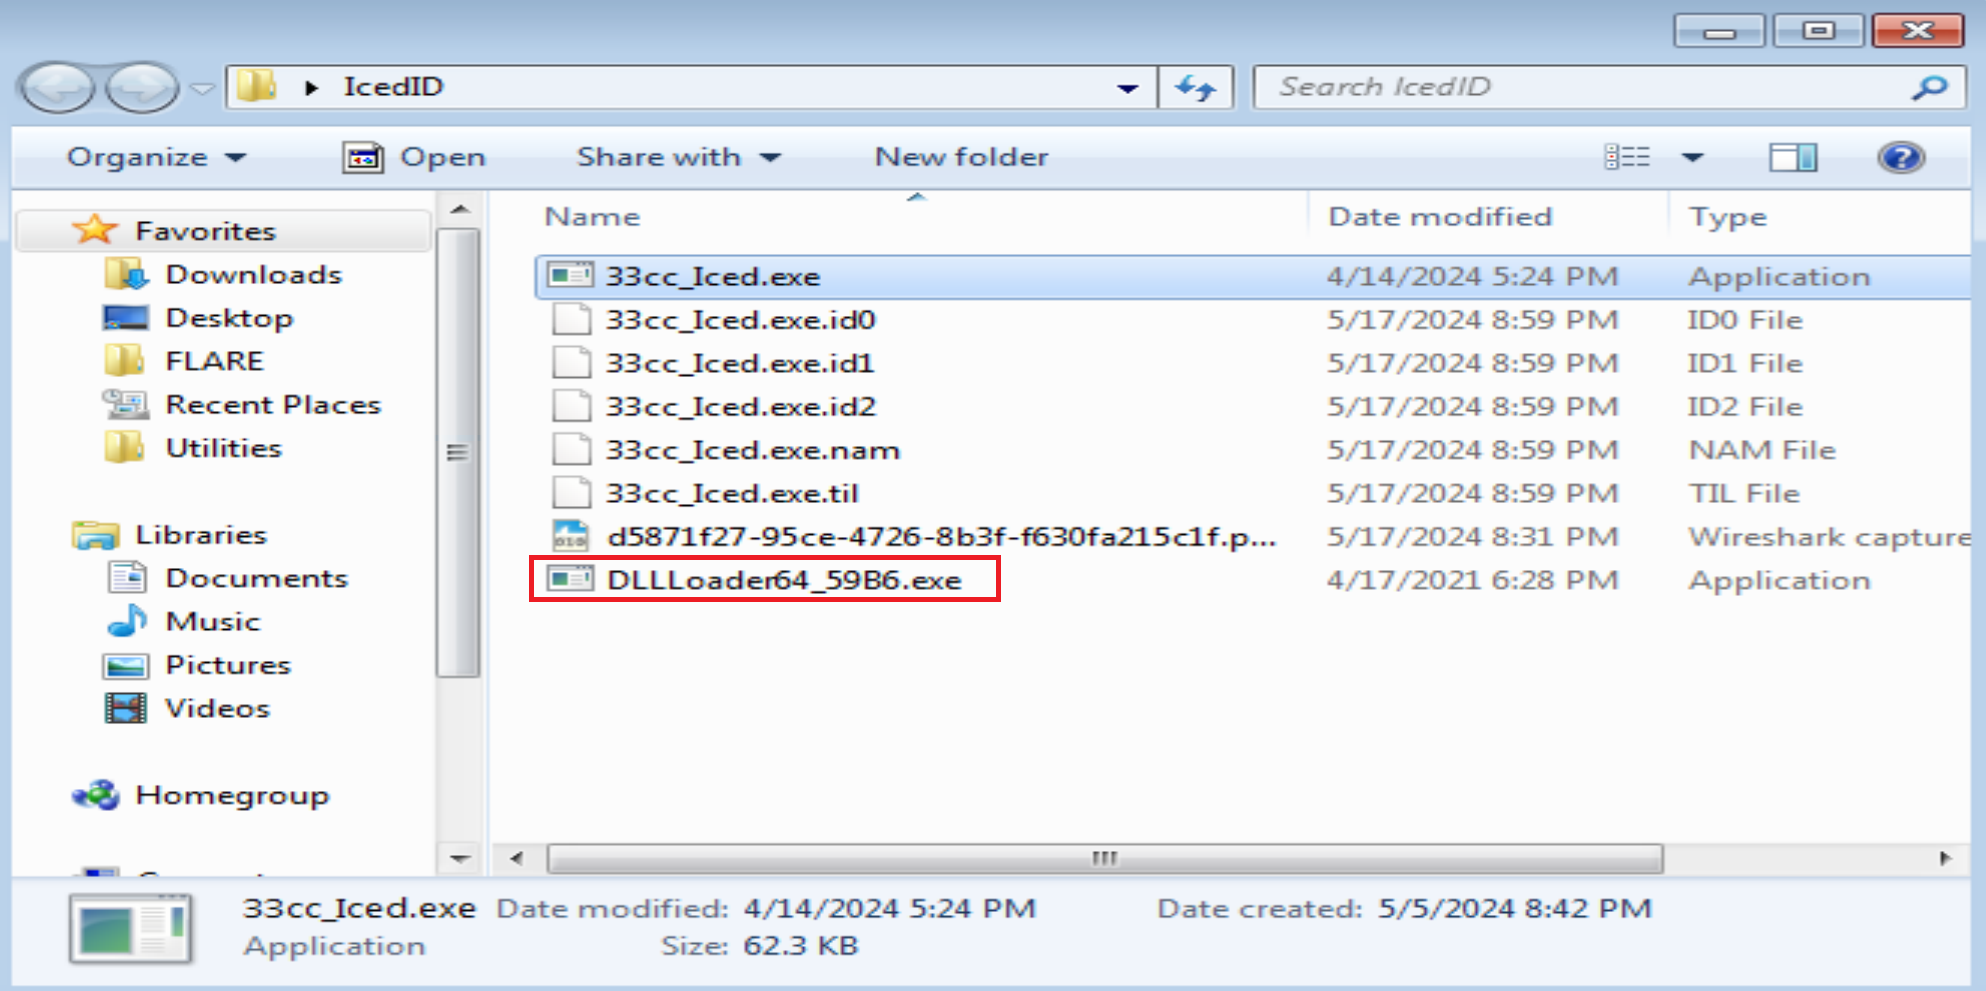 IcedID
Search IcedID
Organize
Open
Share with
New folder
Name
Date modified
Type
Favorites
Downloads
Desktop
FLARE
Recent Places
Utilities
Libraries
Documents
Music
Pictures
Videos
Homegroup
33cc_Iced.exe 4/14/2024 5:24 PM Application
33cc_Iced.exe.id0 5/17/2024 8:59 PM ID0 File
33cc_Iced.exe.id1 5/17/2024 8:59 PM ID1 File
33cc_Iced.exe.id2 5/17/2024 8:59 PM ID2 File
33cc_Iced.exe.nam 5/17/2024 8:59 PM NAM File
33cc_Iced.exe.til 5/17/2024 8:59 PM TIL File
d5871f27-95ce-4726-8b3f-f630fa215c1f.p... 5/17/2024 8:31 PM Wireshark capture
DLLLoader64_59B6.exe 4/17/2021 6:28 PM Application
33cc_Iced.exe Date modified: 4/14/2024 5:24 PM Date created: 5/5/2024 8:42 PM
Application Size: 62.3 KB